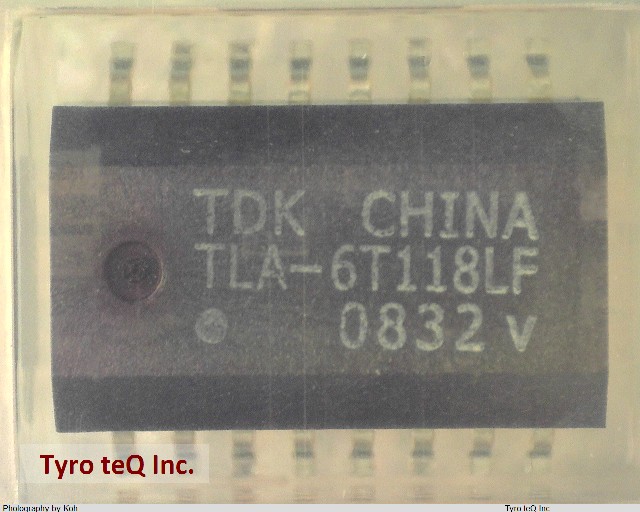 TDK CHINA
TLA-6T118LF
0832 v
Tyro teQ Inc.
Photography by Koh
Tyro teQ Inc